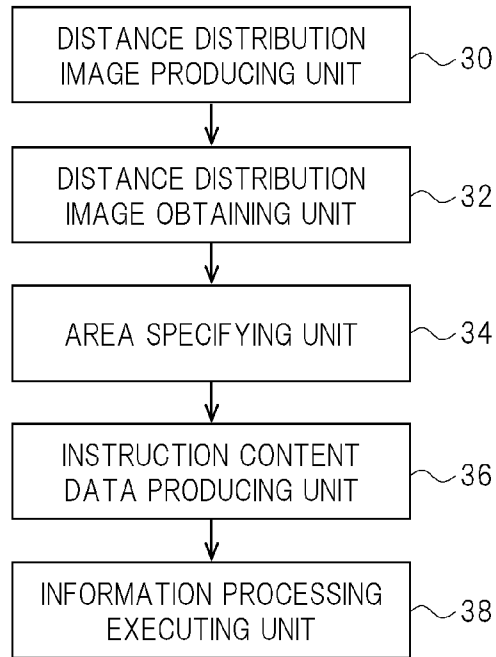 DISTANCE DISTRIBUTION
IMAGE PRODUCING UNIT
30
DISTANCE DISTRIBUTION
IMAGE OBTAINING UNIT
32
AREA SPECIFYING UNIT
34
INSTRUCTION CONTENT
DATA PRODUCING UNIT
36
INFORMATION PROCESSING
EXECUTING UNIT
38